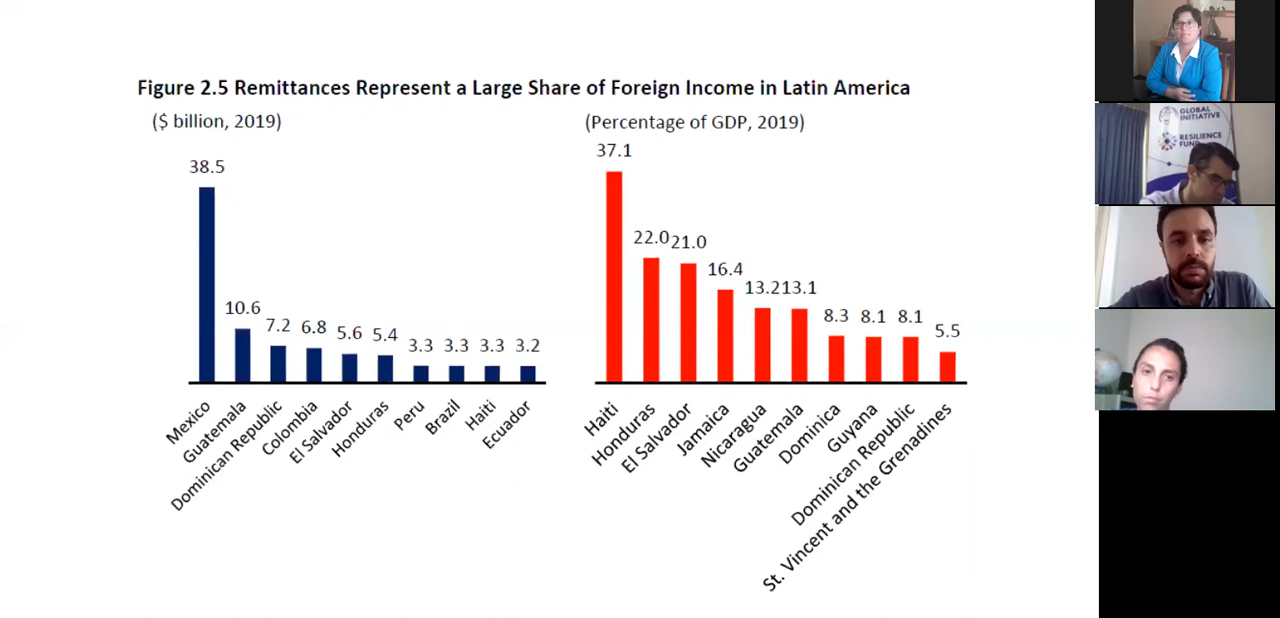 Figure 2.5 Remittances Represent a Large Share of Foreign Income in Latin America
($ billion, 2019)
38.5
10.6
7.2
6.8
5.6
5.4
3.3
3.3
3.3
3.2
Mexico
Guatemala
Dominican Republic
Colombia
El Salvador
Honduras
Peru
Brazil
Haiti
Ecuador
(Percentage of GDP, 2019)
37.1
22.0
21.0
16.4
13.2
13.1
8.3
8.1
8.1
5.5
Haiti
Honduras
El Salvador
Jamaica
Nicaragua
Guatemala
Dominica
Guyana
Dominican Republic
St. Vincent and the Grenadines
GLOBAL
INITIATIVE
RESILIENCE
FUND